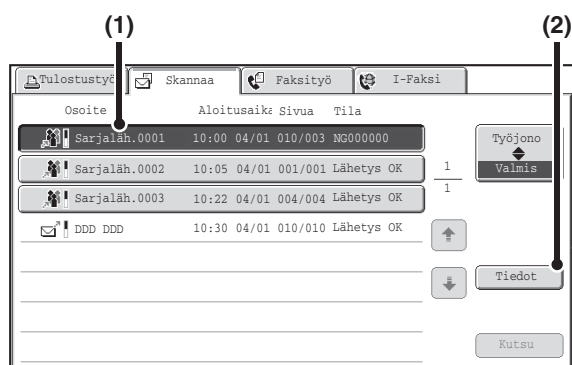 (1) (2)
Tulostustyö Skannaa Faksityö I-Faksi
Osoite Aloitusaika Sivua Tila
Sarjaläh.0001 10:00 04/01 010/003 NG000000
Sarjaläh.0002 10:05 04/01 001/001 Lähetys OK
Sarjaläh.0003 10:22 04/01 004/004 Lähetys OK
DDD DDD 10:30 04/01 010/010 Lähetys OK
1
1
Työjono
Valmis
Tiedot
Kutsu